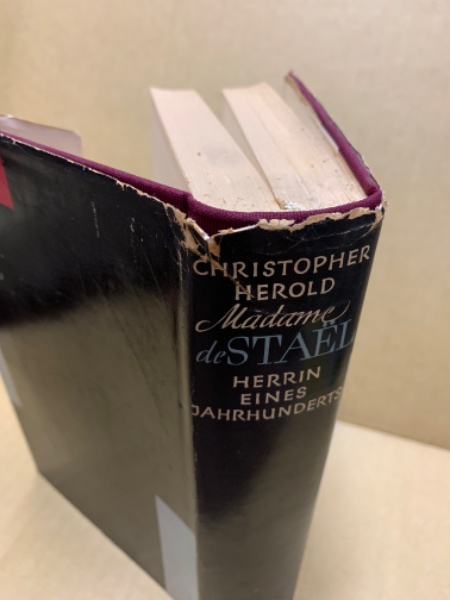 CHRISTOPHER
HEROLD
Madame
de STAËL
HERRIN
EINES
JAHRHUNDERTS